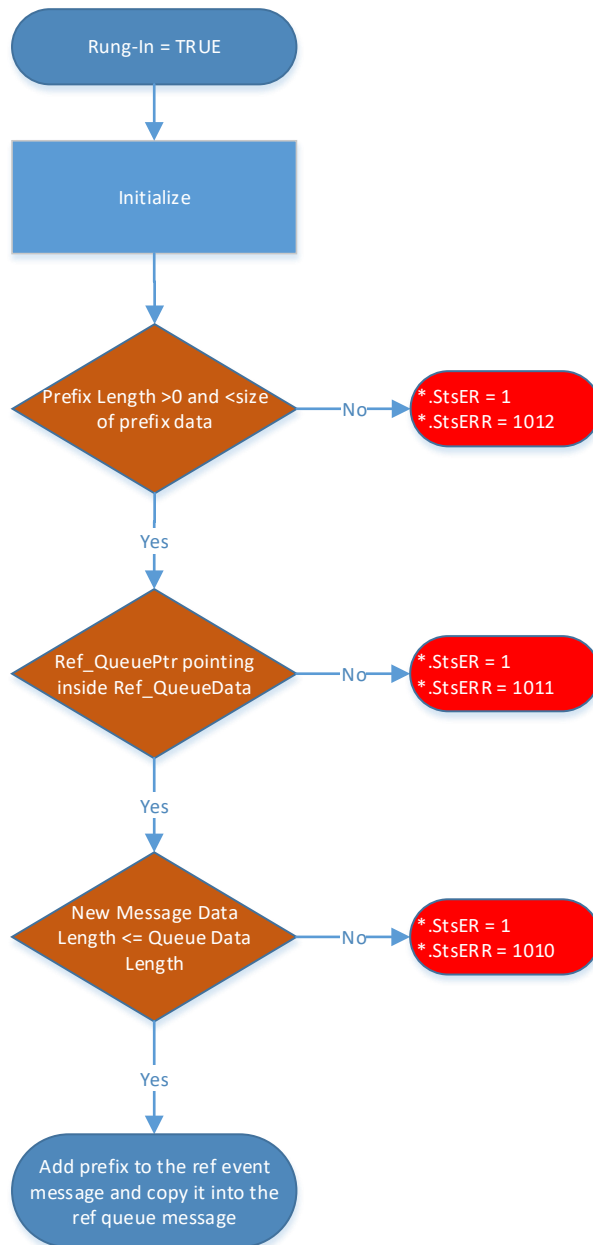 Rung-In = TRUE
Initialize
Prefix Length >0 and <size
of prefix data
No
*.StsER = 1
*.StsERR = 1012
Yes
Ref_QueuePtr pointing
inside Ref_QueueData
No
*.StsER = 1
*.StsERR = 1011
Yes
New Message Data
Length <= Queue Data
Length
No
*.StsER = 1
*.StsERR = 1010
Yes
Add prefix to the ref event
message and copy it into the
ref queue message